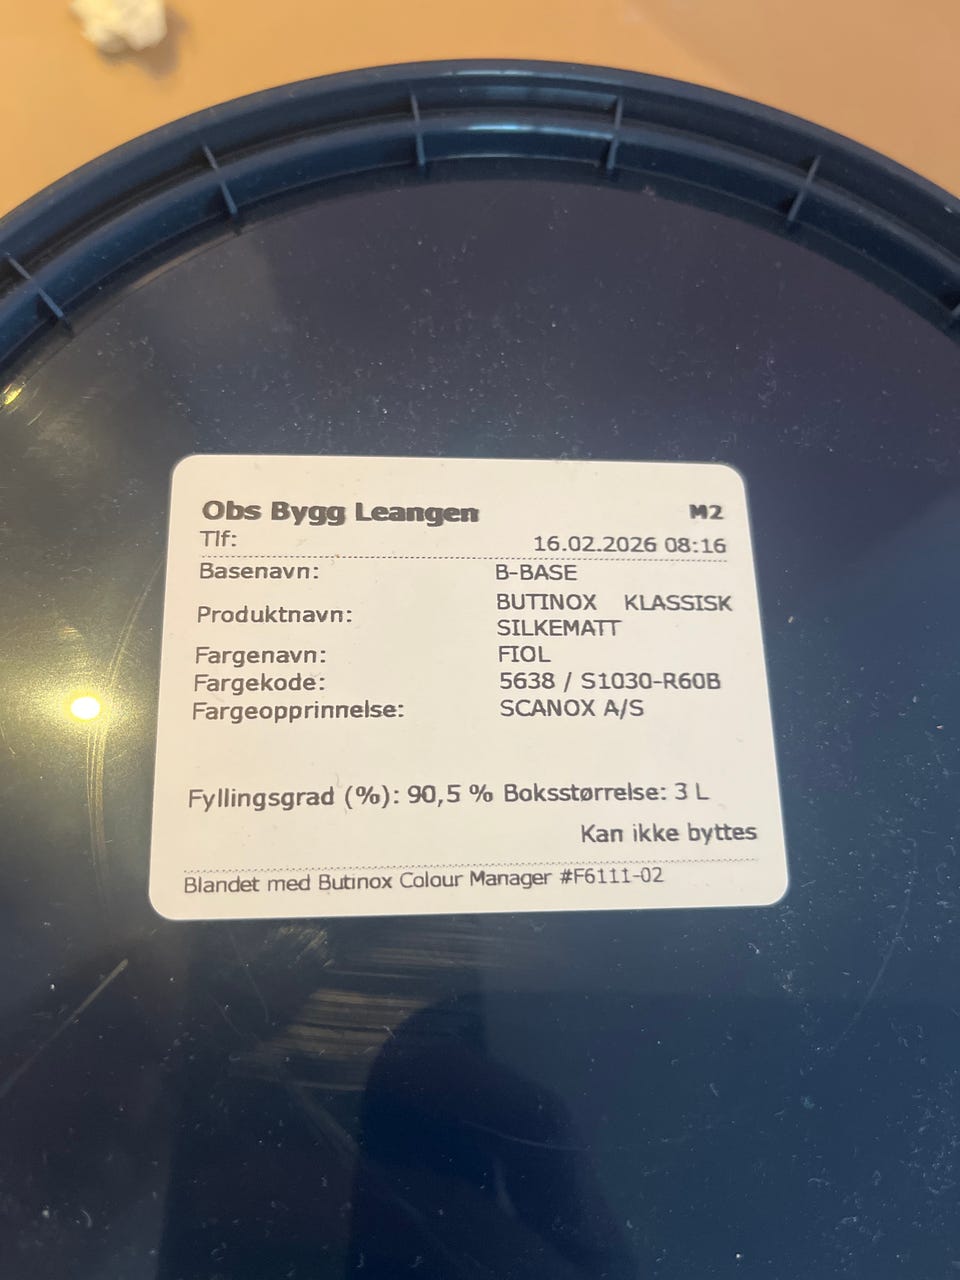 Obs Bygg Leangen M2
Tlf: 16.02.2026 08:16
Basenavn: B-BASE
Produktnavn: BUTINOX KLASSISK
SILKEMATT
Fargenavn: FIOL
Fargekode: 5638 / S1030-R60B
Fargeopprinnelse: SCANOX A/S
Fyllingsgrad (%): 90,5 % Boksstørrelse: 3 L
Kan ikke byttes
Blandet med Butinox Colour Manager #F6111-02